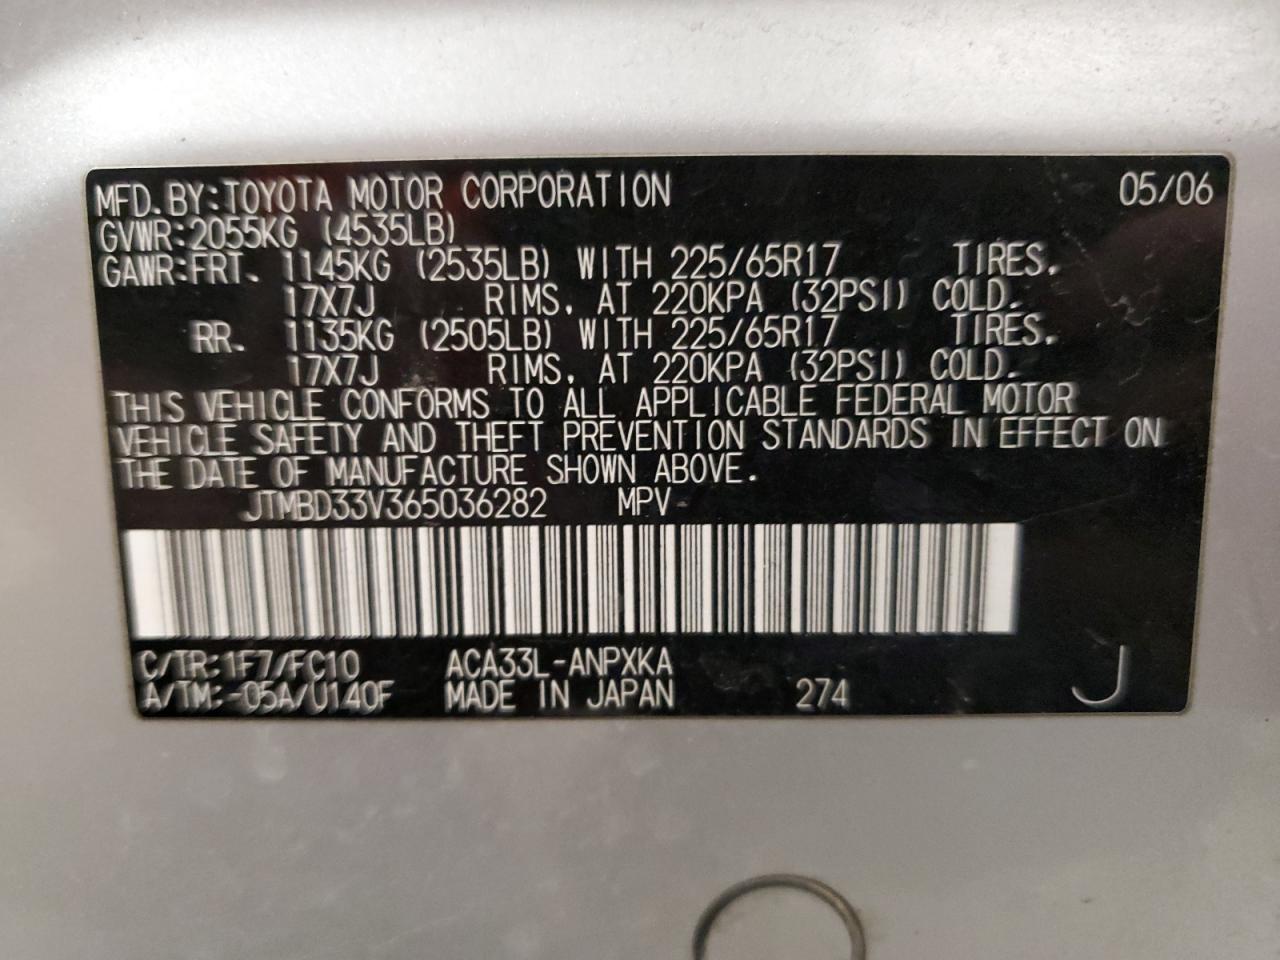 MFD. BY: TOYOTA MOTOR CORPORATION 05/06
GVWR: 2055KG (4535LB)
GAWR: FRT. 1145KG (2535LB) WITH 225/65R17 TIRES.
17X7J RIMS, AT 220KPA (32PSI) COLD.
RR. 1135KG (2505LB) WITH 225/65R17 TIRES.
17X7J RIMS, AT 220KPA (32PSI) COLD.
THIS VEHICLE CONFORMS TO ALL APPLICABLE FEDERAL MOTOR
VEHICLE SAFETY AND THEFT PREVENTION STANDARDS IN EFFECT ON
THE DATE OF MANUFACTURE SHOWN ABOVE.
JTMBD33V365036282 MPV
C/TR: 1F7/FC10 ACA33L-ANPXKA
A/TM: -05A/U140F MADE IN JAPAN 274 J